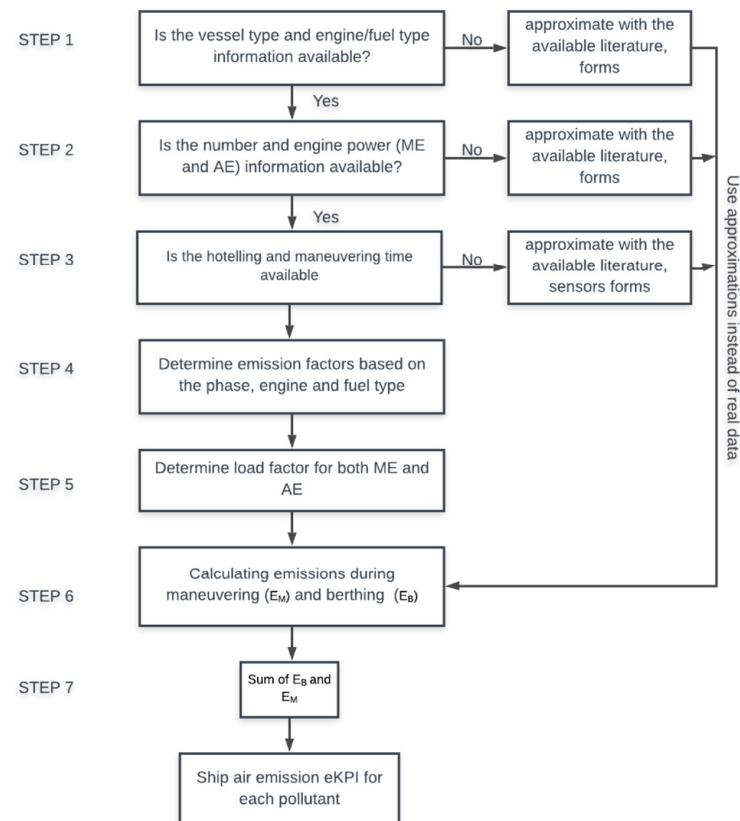 STEP 1
Is the vessel type and engine/fuel type
information available?
No
approximate with the
available literature,
forms
Yes
STEP 2
Is the number and engine power (ME
and AE) information available?
No
approximate with the
available literature,
forms
Yes
STEP 3
Is the hotelling and maneuvering time
available
No
approximate with the
available literature,
sensors forms
Use approximations instead of real data
STEP 4
Determine emission factors based on
the phase, engine and fuel type
STEP 5
Determine load factor for both ME and
AE
STEP 6
Calculating emissions during
maneuvering (EM) and berthing (EB)
STEP 7
Sum of EB and
EM
Ship air emission eKPI for
each pollutant